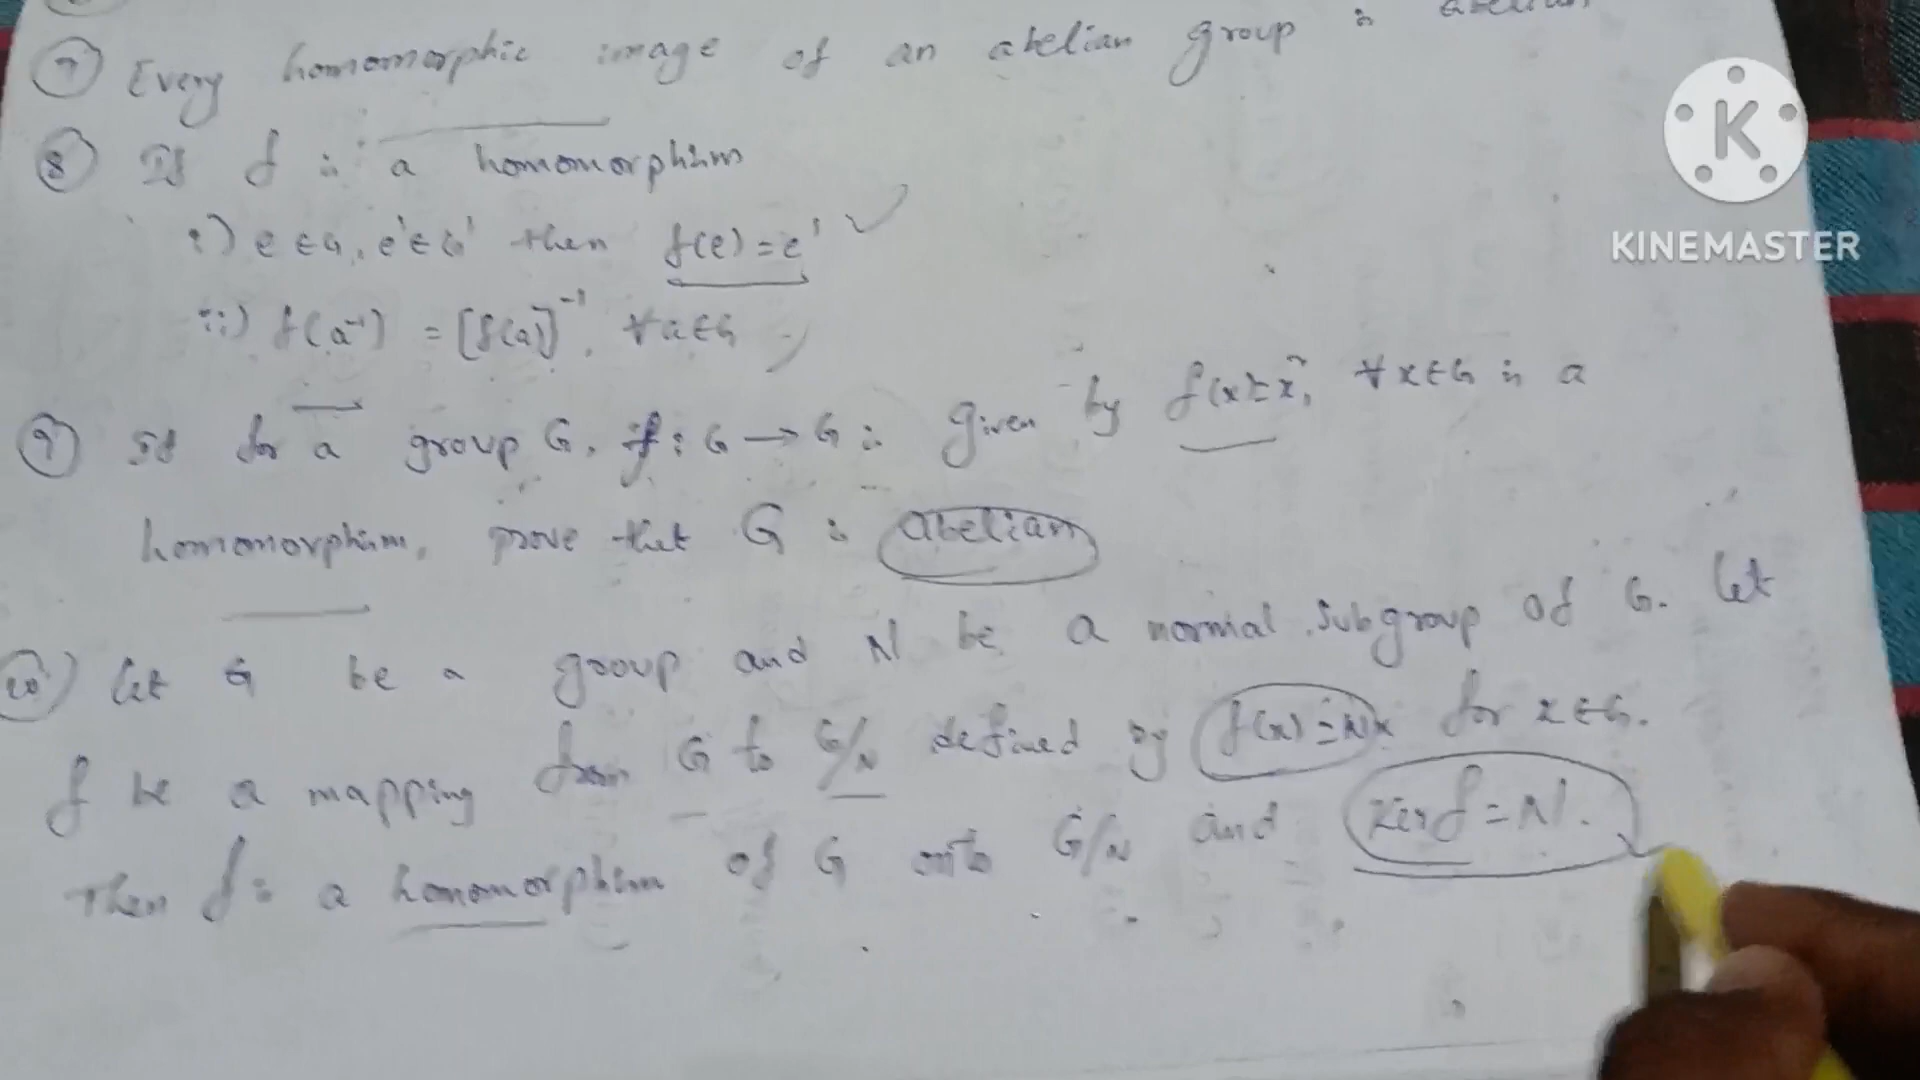 (7) Every homomorphic image of an abelian group is abelian
(8) If f is a homomorphism
i) e ∈ G, e' ∈ G' then f(e) = e'
ii) f(a⁻¹) = [f(a)]⁻¹, ∀ a ∈ G
(9) If for a group G, f : G → G is given by f(x) = x², ∀ x ∈ G is a
homomorphism, prove that G is abelian
(10) Let G be a group and N be a normal subgroup of G. Let
f be a mapping from G to G/N defined by f(x) = Nx for x ∈ G.
Then f is a homomorphism of G onto G/N and Ker f = N.
K
KINEMASTER